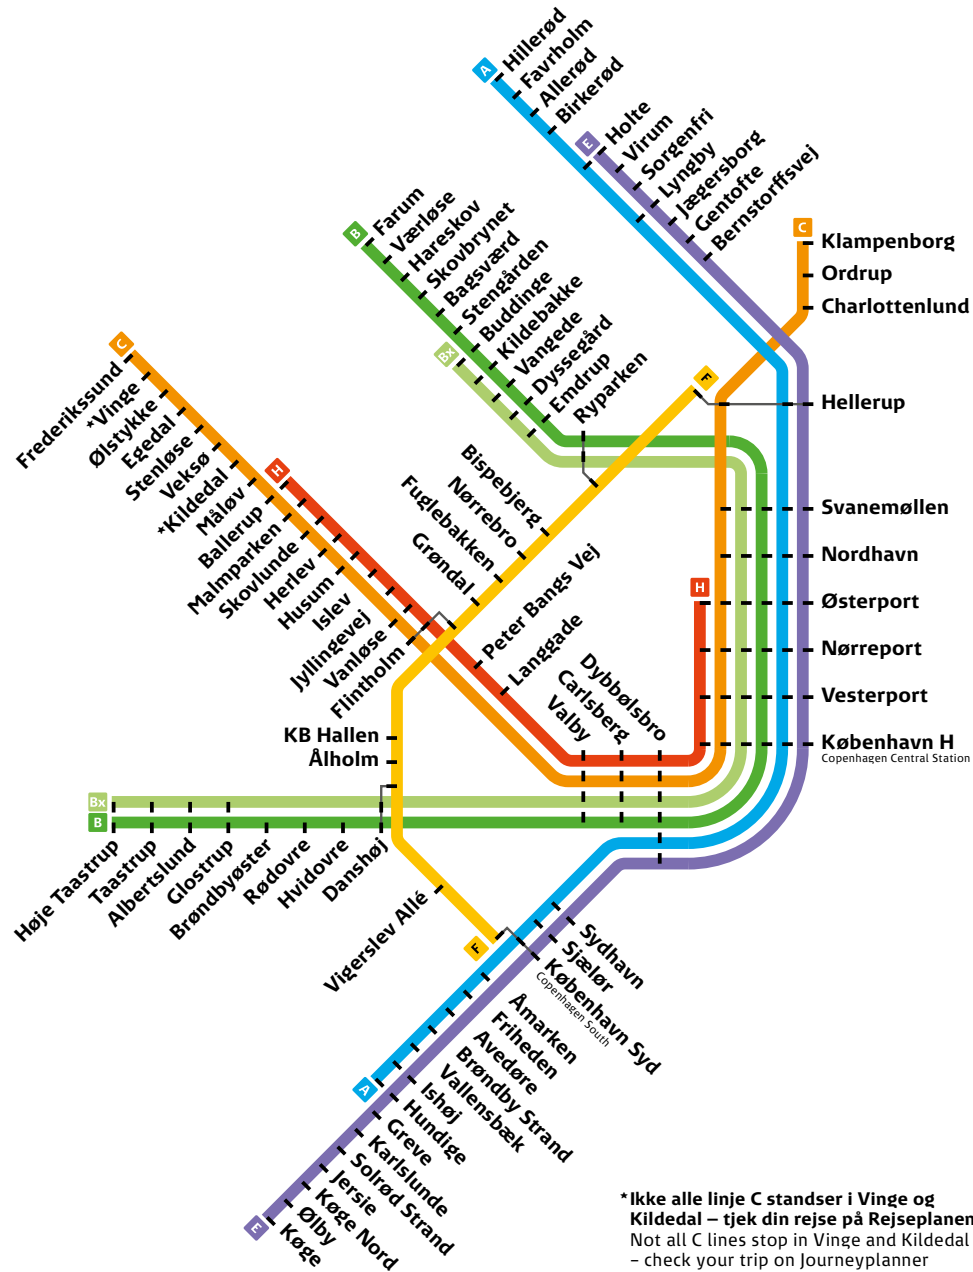 A
Hillerød
Favrholm
Allerød
Birkerød
E
Holte
Virum
Sorgenfri
Lyngby
Jægersborg
Gentofte
Bernstorffsvej
C
Klampenborg
Ordrup
Charlottenlund
B
Farum
Værløse
Hareskov
Skovbrynet
Bagsværd
Stengården
Buddinge
Kildebakke
Vangede
Dyssegård
Emdrup
Ryparken
Bx
F
Hellerup
C
Frederikssund
*Vinge
Ølstykke
Egedal
Stenløse
Veksø
*Kildedal
Måløv
Ballerup
Malmparken
Skovlunde
Herlev
Husum
Islev
Jyllingevej
Vanløse
Flintholm
H
Bispebjerg
Nørrebro
Fuglebakken
Grøndal
Peter Bangs Vej
Langgade
Valby
Carlsberg
Dybbølsbro
H
Svanemøllen
Nordhavn
Østerport
Nørreport
Vesterport
København H
Copenhagen Central Station
KB Hallen
Ålholm
Bx
B
Høje Taastrup
Taastrup
Albertslund
Glostrup
Brøndbyøster
Rødovre
Hvidovre
Danshøj
Vigerslev Allé
F
Sydhavn
Sjælør
København Syd
Copenhagen South
Åmarken
Friheden
Avedøre
Brøndby Strand
Vallensbæk
Ishøj
Hundige
A
Greve
Karlslunde
Solrød Strand
Jersie
Køge Nord
Ølby
Køge
E
*Ikke alle linje C standser i Vinge og
Kildedal – tjek din rejse på Rejseplanen
Not all C lines stop in Vinge and Kildedal
– check your trip on Journeyplanner